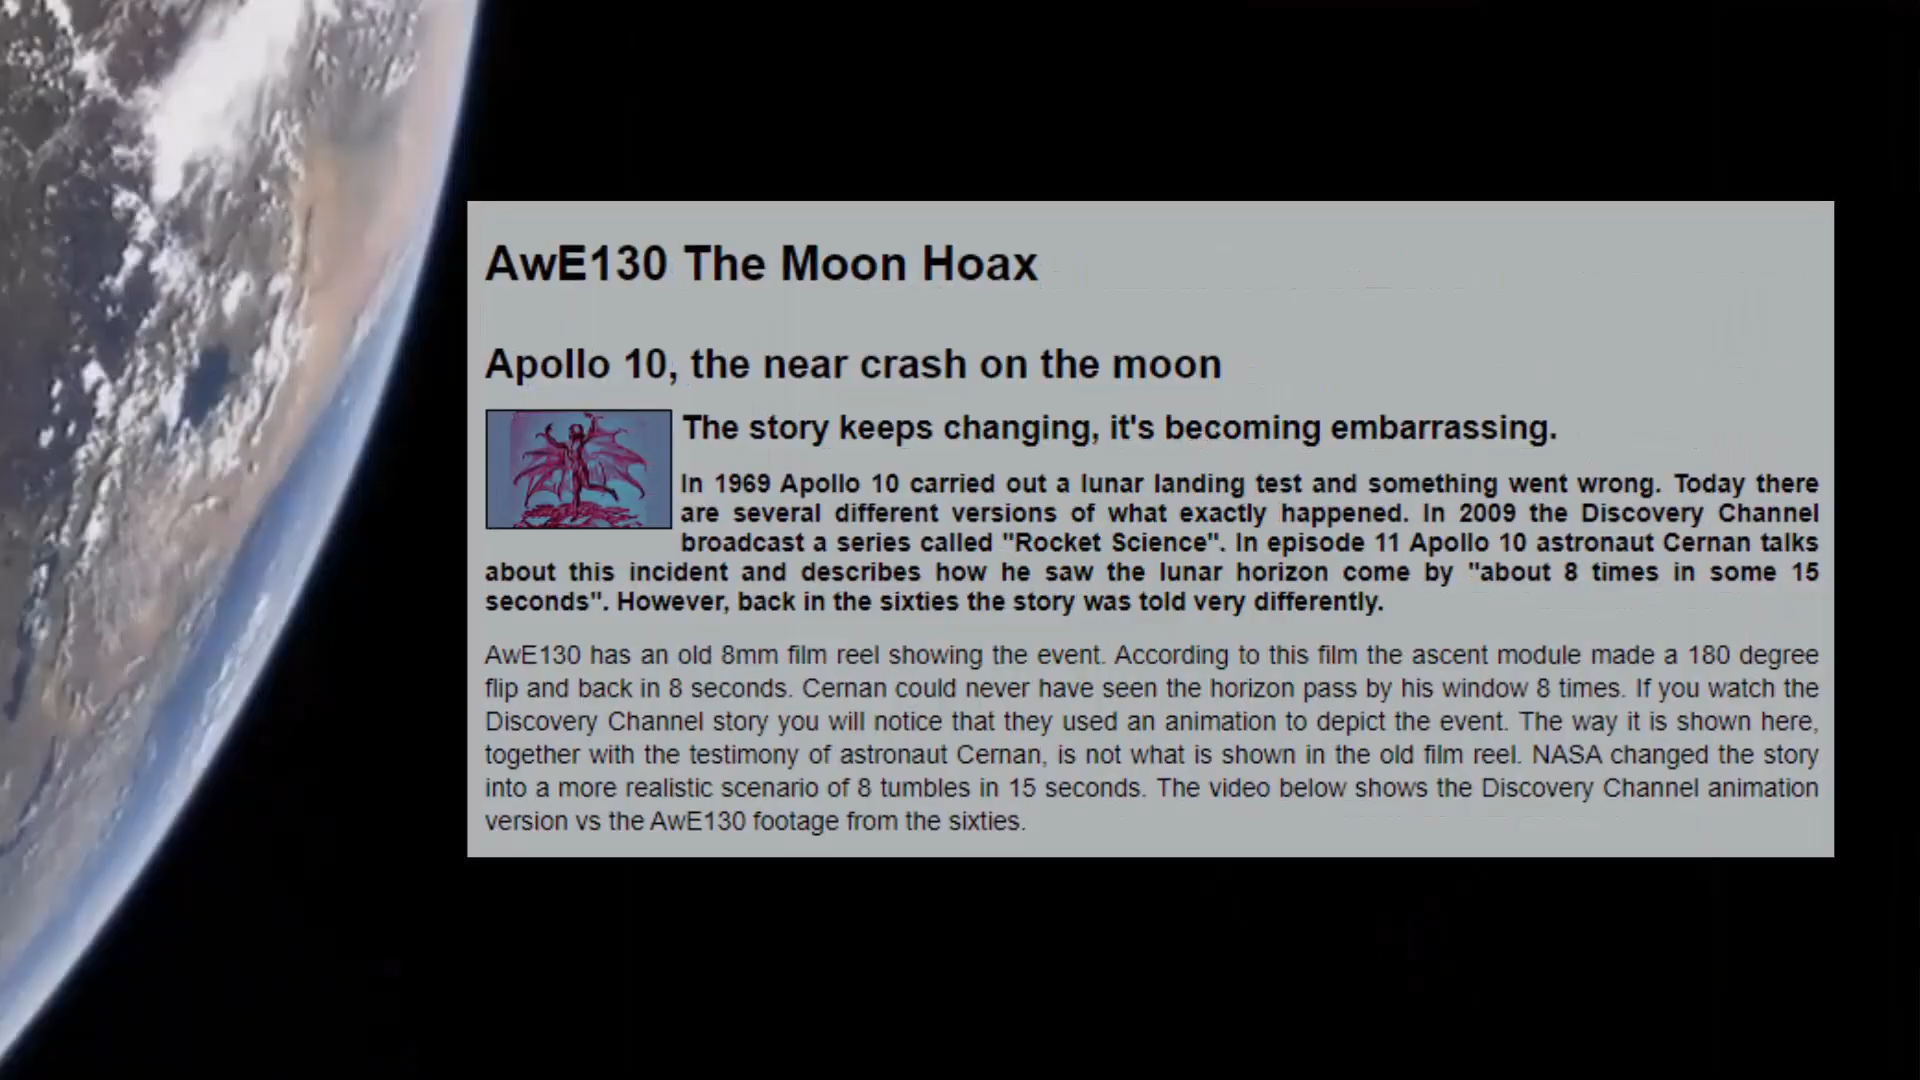 AwE130 The Moon Hoax
Apollo 10, the near crash on the moon
The story keeps changing, it's becoming embarrassing.
In 1969 Apollo 10 carried out a lunar landing test and something went wrong. Today there
are several different versions of what exactly happened. In 2009 the Discovery Channel
broadcast a series called "Rocket Science". In episode 11 Apollo 10 astronaut Cernan talks
about this incident and describes how he saw the lunar horizon come by "about 8 times in some 15
seconds". However, back in the sixties the story was told very differently.
AwE130 has an old 8mm film reel showing the event. According to this film the ascent module made a 180 degree
flip and back in 8 seconds. Cernan could never have seen the horizon pass by his window 8 times. If you watch the
Discovery Channel story you will notice that they used an animation to depict the event. The way it is shown here,
together with the testimony of astronaut Cernan, is not what is shown in the old film reel. NASA changed the story
into a more realistic scenario of 8 tumbles in 15 seconds. The video below shows the Discovery Channel animation
version vs the AwE130 footage from the sixties.